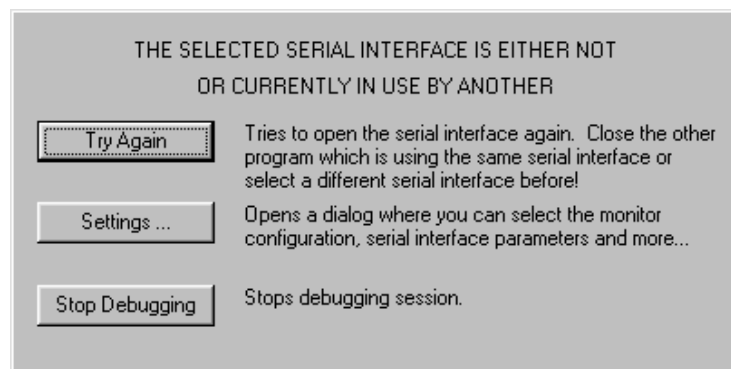 THE SELECTED SERIAL INTERFACE IS EITHER NOT
OR CURRENTLY IN USE BY ANOTHER
Try Again
Tries to open the serial interface again.  Close the other
program which is using the same serial interface or
select a different serial interface before!
Settings ...
Opens a dialog where you can select the monitor
configuration, serial interface parameters and more...
Stop Debugging
Stops debugging session.